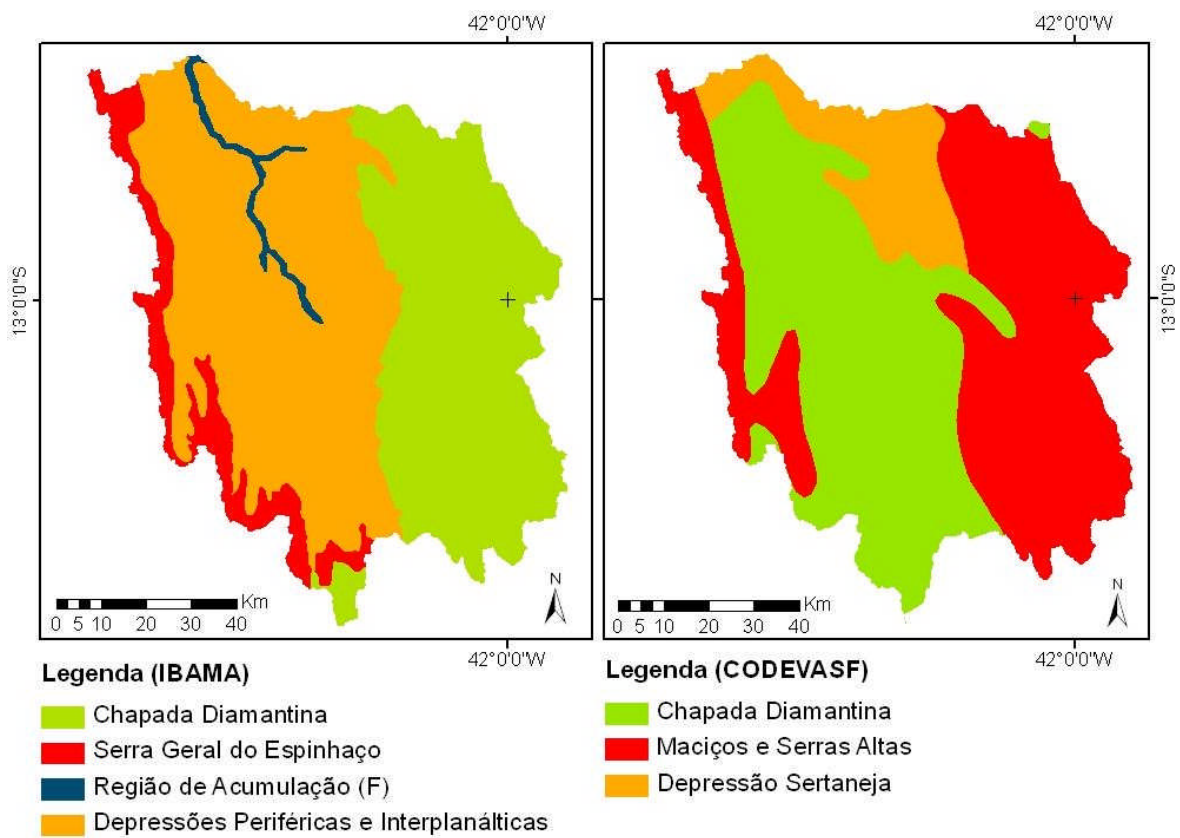 42°0'0"W
42°0'0"W
13°0'0"S
13°0'0"S
N
Km
0 5 10 20 30 40
N
Km
0 5 10 20 30 40
42°0'0"W
42°0'0"W
Legenda (IBAMA)
Chapada Diamantina
Serra Geral do Espinhaço
Região de Acumulação (F)
Depressões Periféricas e Interplanálticas
Legenda (CODEVASF)
Chapada Diamantina
Maciços e Serras Altas
Depressão Sertaneja